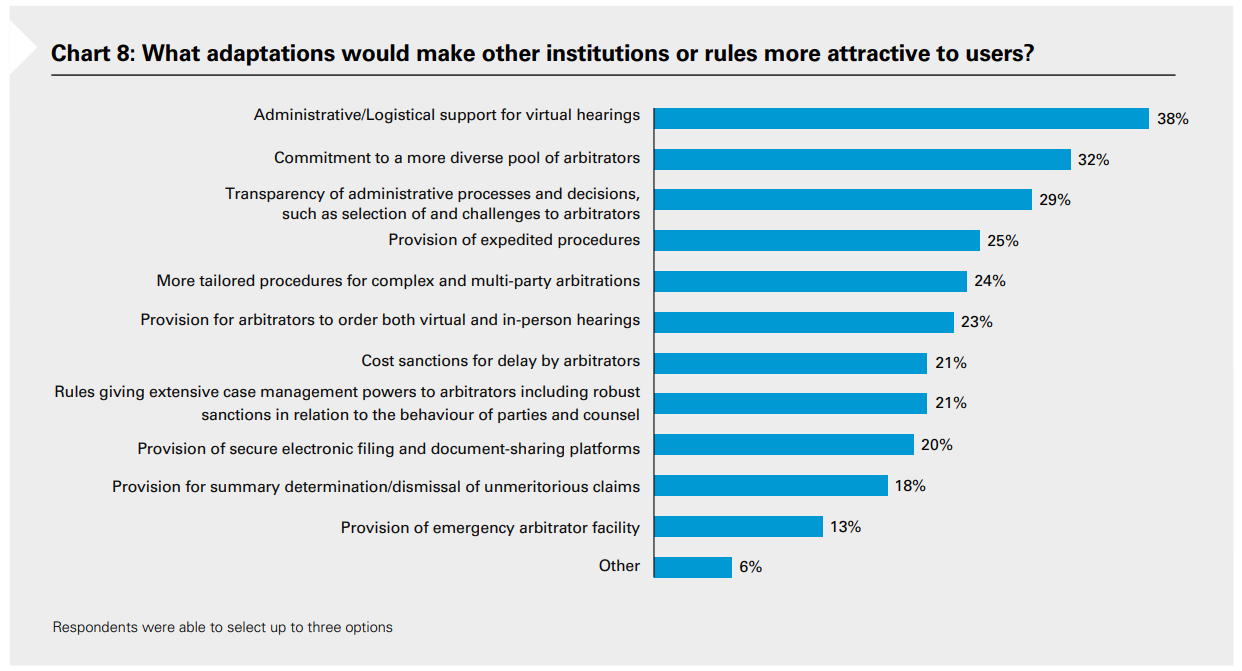 Chart 8: What adaptations would make other institutions or rules more attractive to users?
Administrative/Logistical support for virtual hearings 38%
Commitment to a more diverse pool of arbitrators 32%
Transparency of administrative processes and decisions,
such as selection of and challenges to arbitrators 29%
Provision of expedited procedures 25%
More tailored procedures for complex and multi-party arbitrations 24%
Provision for arbitrators to order both virtual and in-person hearings 23%
Cost sanctions for delay by arbitrators 21%
Rules giving extensive case management powers to arbitrators including robust
sanctions in relation to the behaviour of parties and counsel 21%
Provision of secure electronic filing and document-sharing platforms 20%
Provision for summary determination/dismissal of unmeritorious claims 18%
Provision of emergency arbitrator facility 13%
Other 6%
Respondents were able to select up to three options